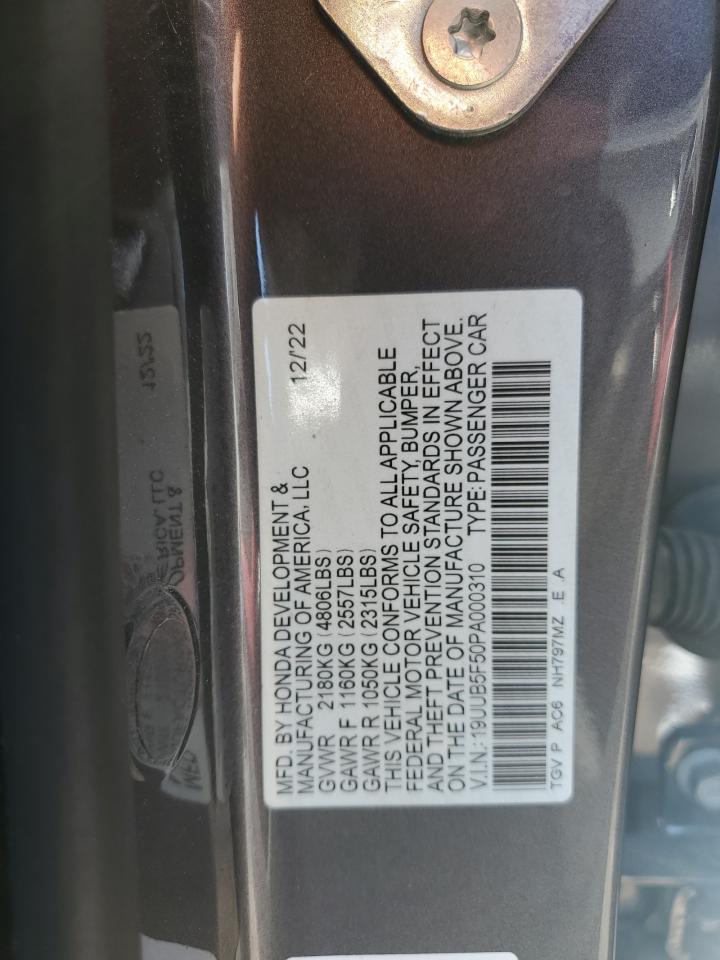 MFD. BY HONDA DEVELOPMENT &
MANUFACTURING OF AMERICA, LLC 12/'22
GVWR 2180KG (4806LBS)
GAWR F 1160KG (2557LBS)
GAWR R 1050KG (2315LBS)
THIS VEHICLE CONFORMS TO ALL APPLICABLE
FEDERAL MOTOR VEHICLE SAFETY, BUMPER,
AND THEFT PREVENTION STANDARDS IN EFFECT
ON THE DATE OF MANUFACTURE SHOWN ABOVE.
V.I.N.: 19UUB5F50PA000310 TYPE: PASSENGER CAR
TGV P AC6 NH797MZ .E .A